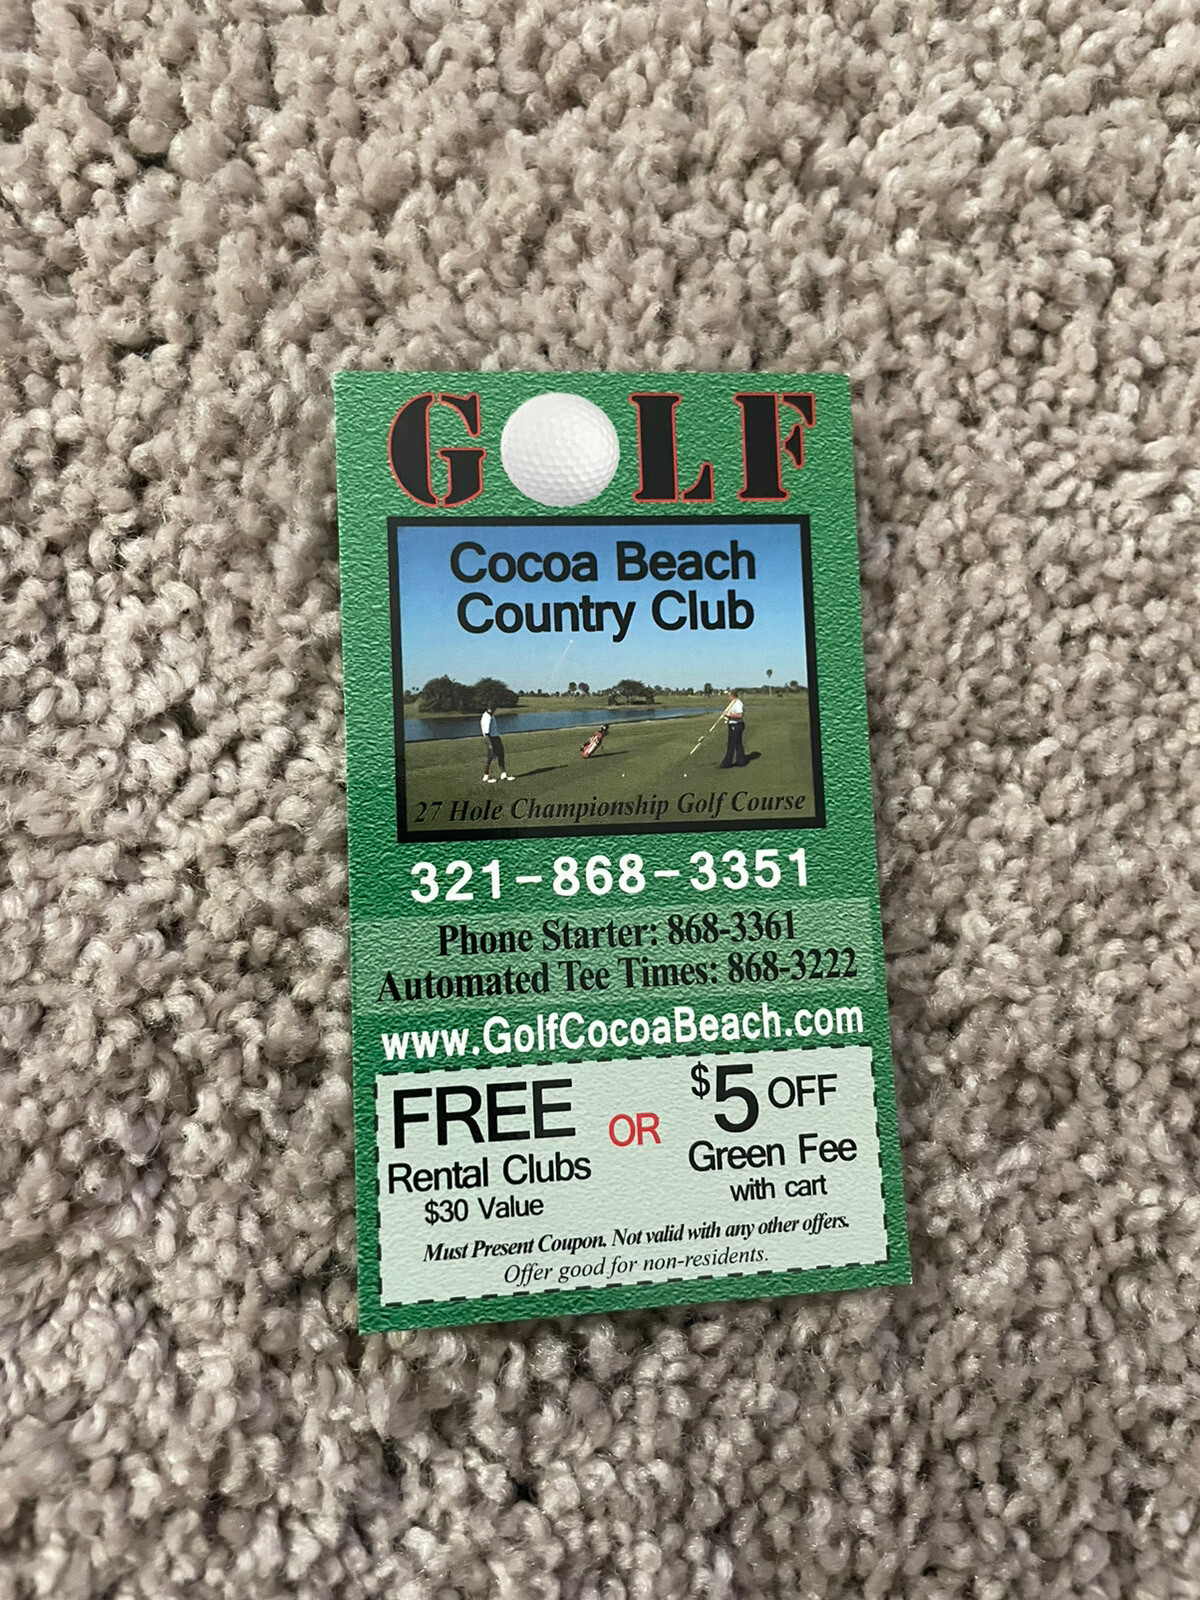 GOLF
Cocoa Beach
Country Club
27 Hole Championship Golf Course
321-868-3351
Phone Starter: 868-3361
Automated Tee Times: 868-3222
www.GolfCocoaBeach.com
FREE
Rental Clubs
$30 Value
OR
$5 OFF
Green Fee
with cart
Must Present Coupon. Not valid with any other offers.
Offer good for non-residents.